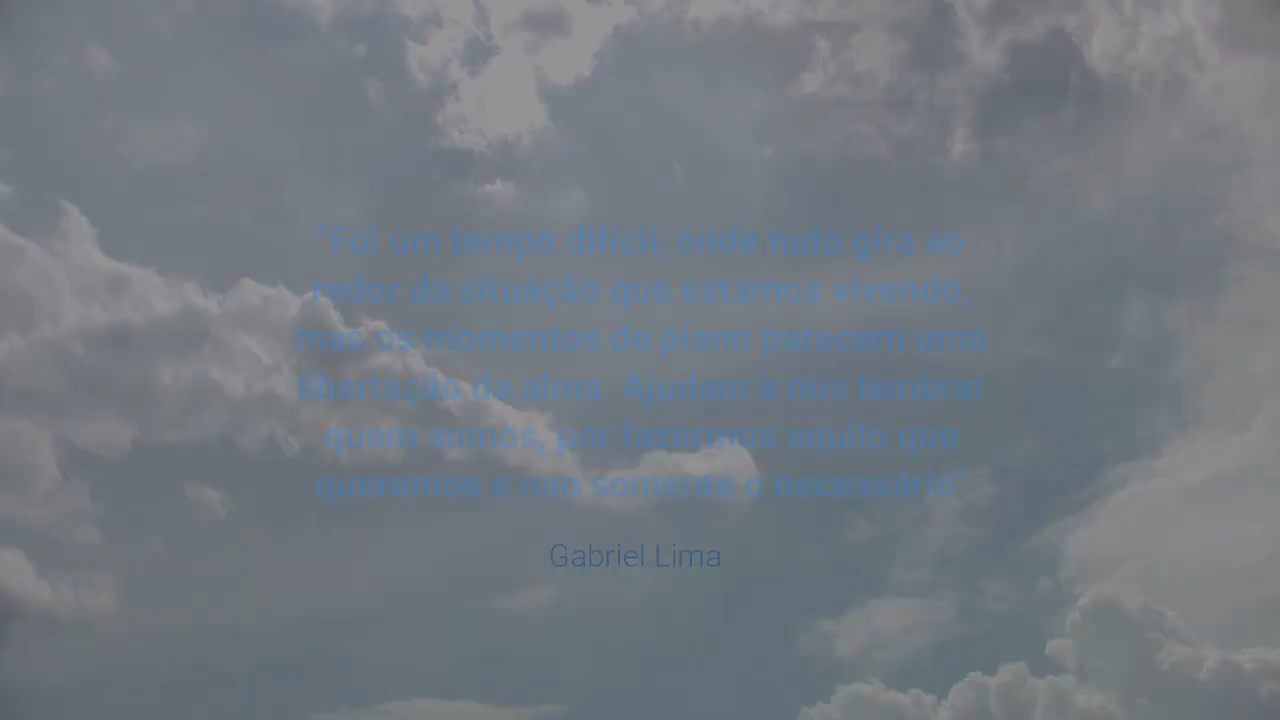 "Foi um tempo difícil, onde tudo gira ao
redor da situação que estamos vivendo,
mas os momentos de piano parecem uma
libertação da alma. Ajudam a nos lembrar
quem somos, por fazermos aquilo que
queremos e não somente o necessário"
Gabriel Lima